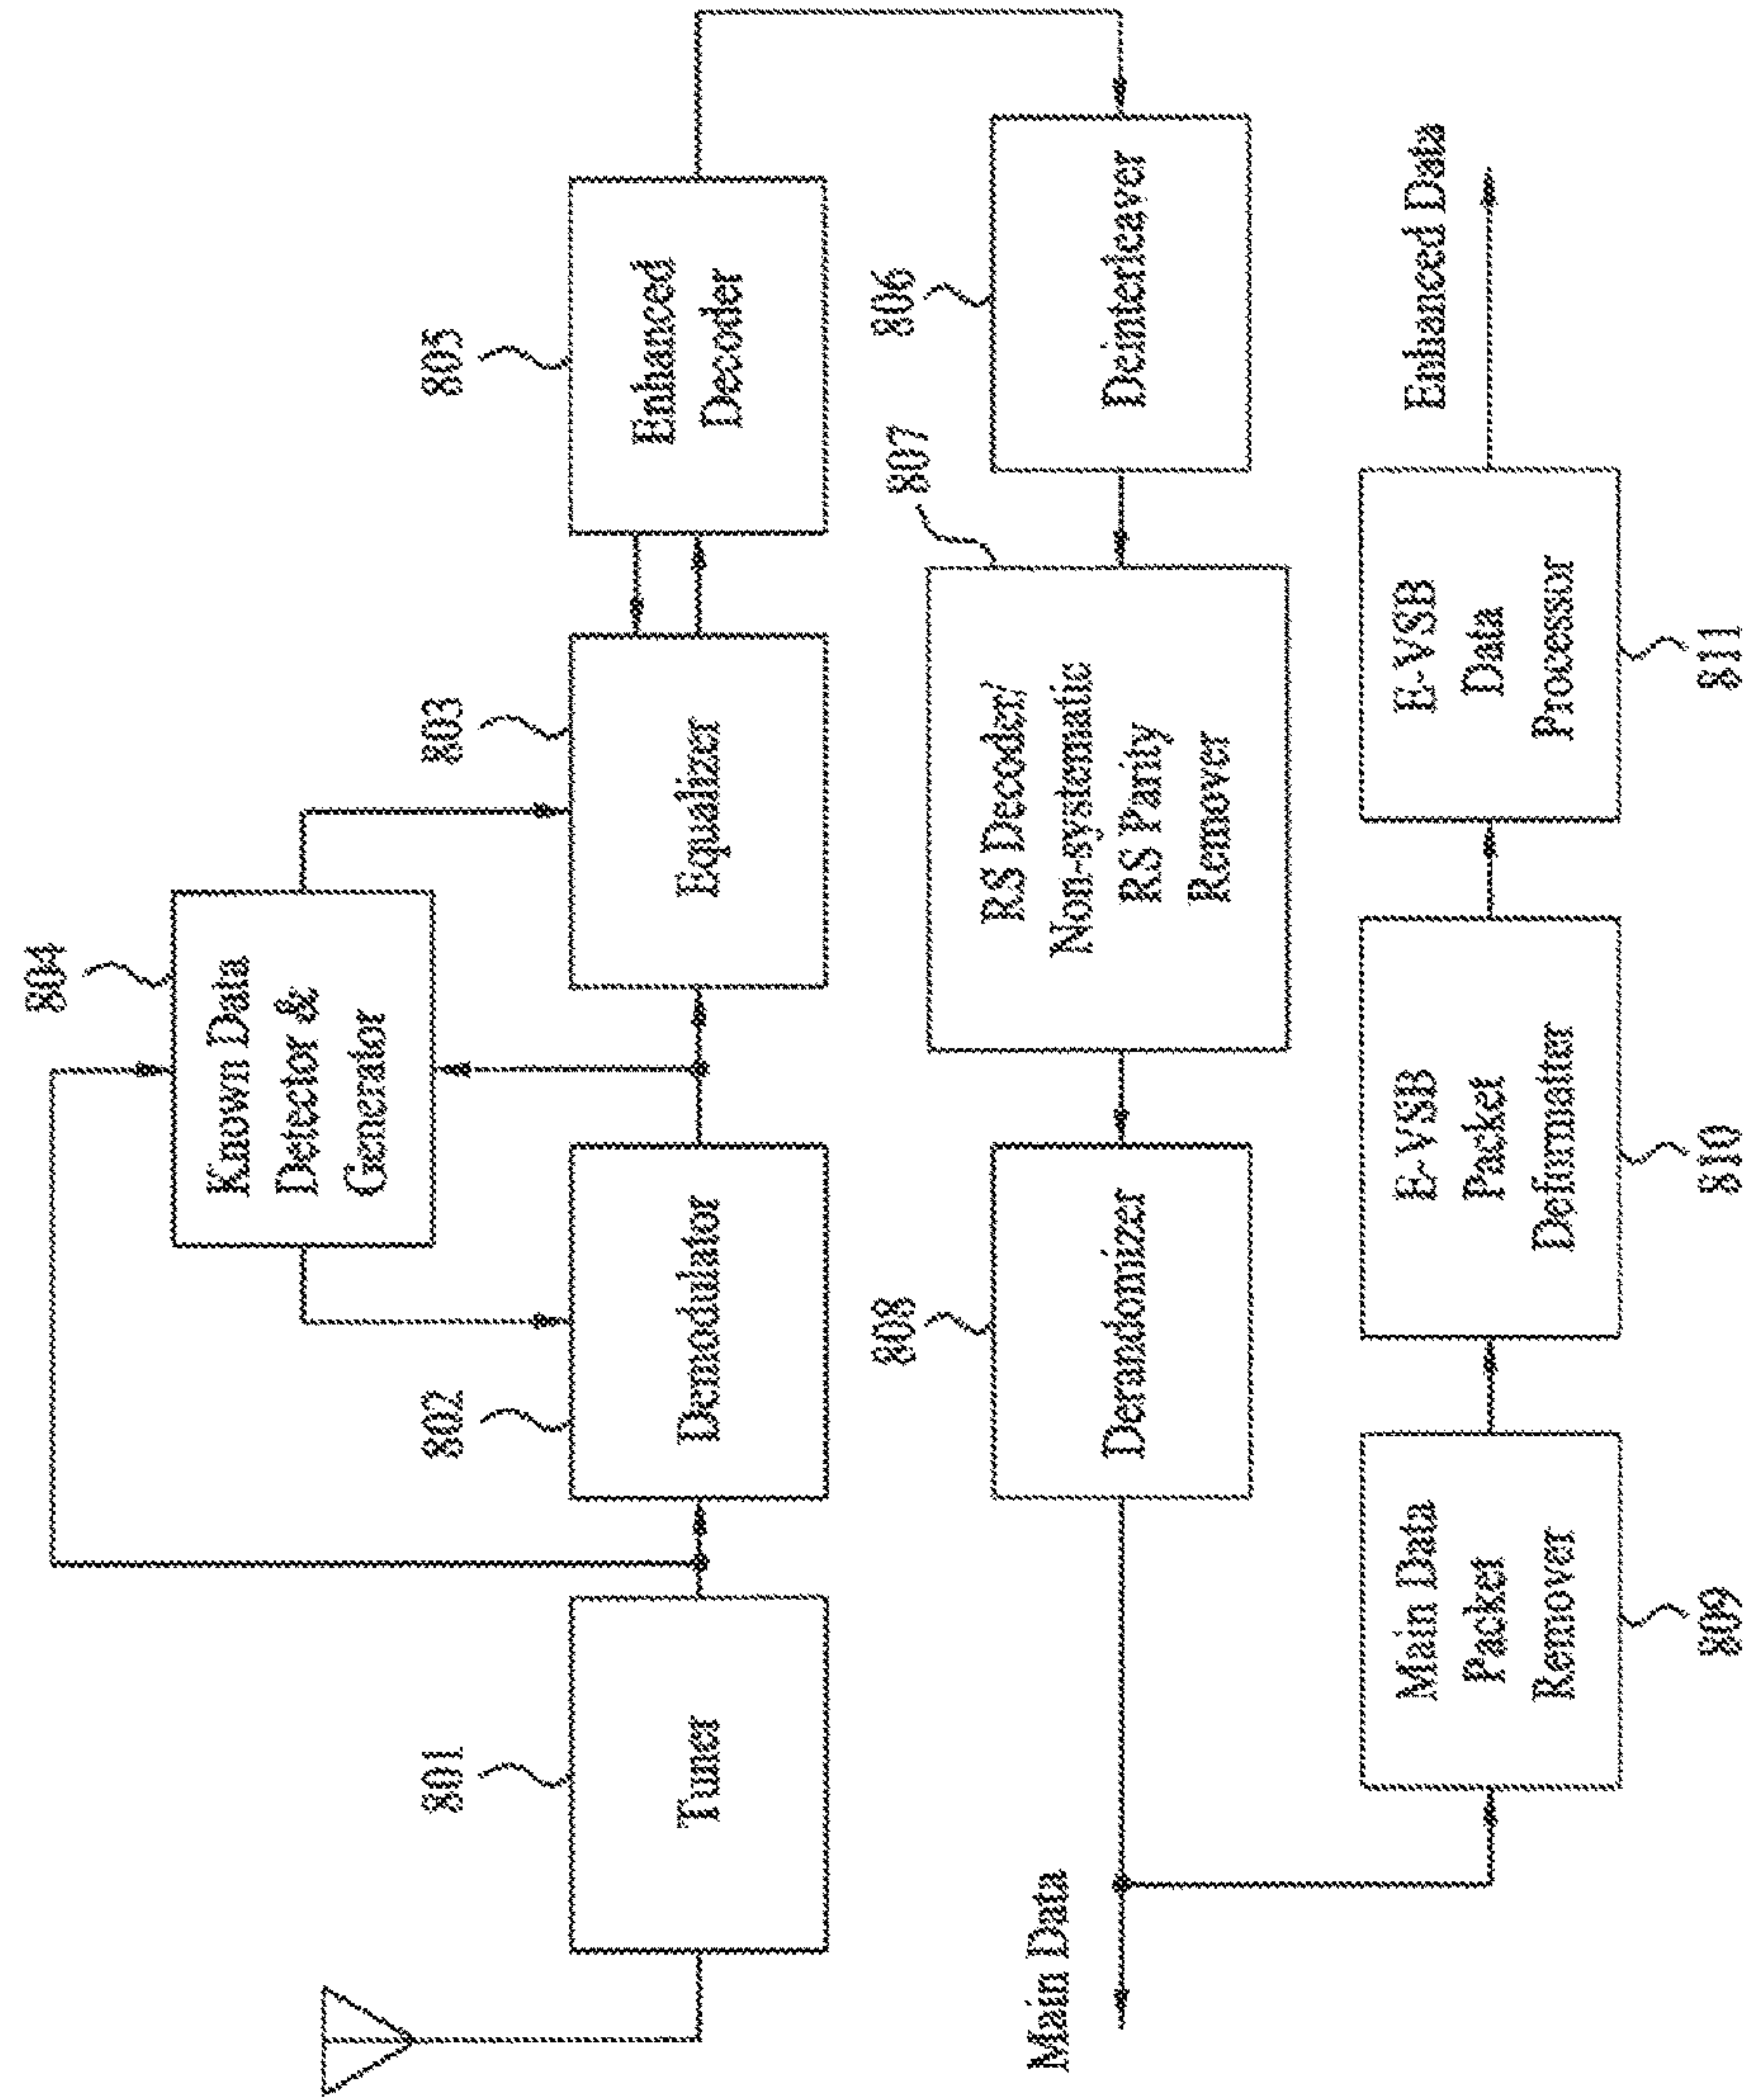 804
Known Data
Detector &
Generator
801
Tuner
802
Demodulator
803
Equalizer
805
Enhanced
Decoder
Main Data
808
Derandomizer
807
RS Decoder/
Non-systematic
RS Parity
Remover
806
Deinterleaver
Main Data
Packet
Remover
809
E-VSB
Packet
Defirmatter
810
E-VSB
Data
Processor
811
Enhanced Data